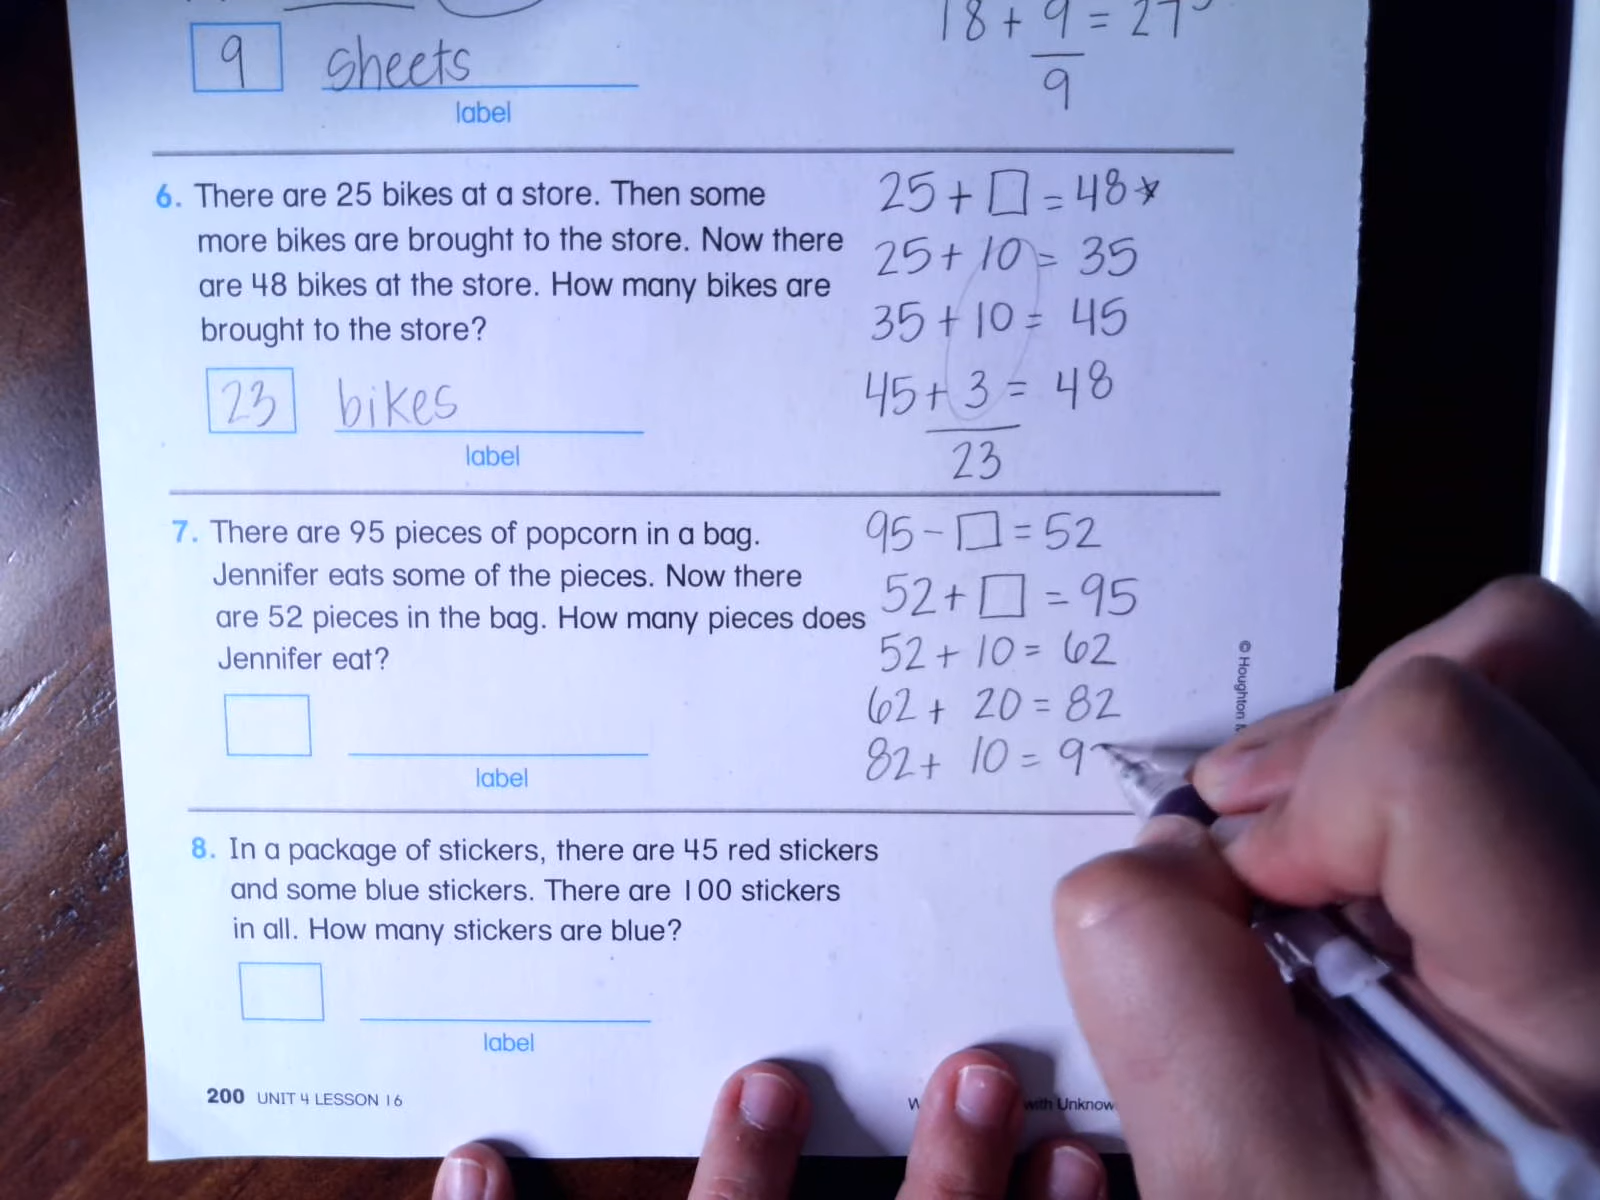 18 + 9 = 27
9 sheets
9
label
6. There are 25 bikes at a store. Then some
more bikes are brought to the store. Now there
are 48 bikes at the store. How many bikes are
brought to the store?
25 + □ = 48*
25 + 10 = 35
35 + 10 = 45
45 + 3 = 48
23
23 bikes
label
7. There are 95 pieces of popcorn in a bag.
Jennifer eats some of the pieces. Now there
are 52 pieces in the bag. How many pieces does
Jennifer eat?
95 - □ = 52
52 + □ = 95
52 + 10 = 62
62 + 20 = 82
82 + 10 = 9
label
© Houghton
8. In a package of stickers, there are 45 red stickers
and some blue stickers. There are 100 stickers
in all. How many stickers are blue?
label
200 UNIT 4 LESSON 16
with Unknow